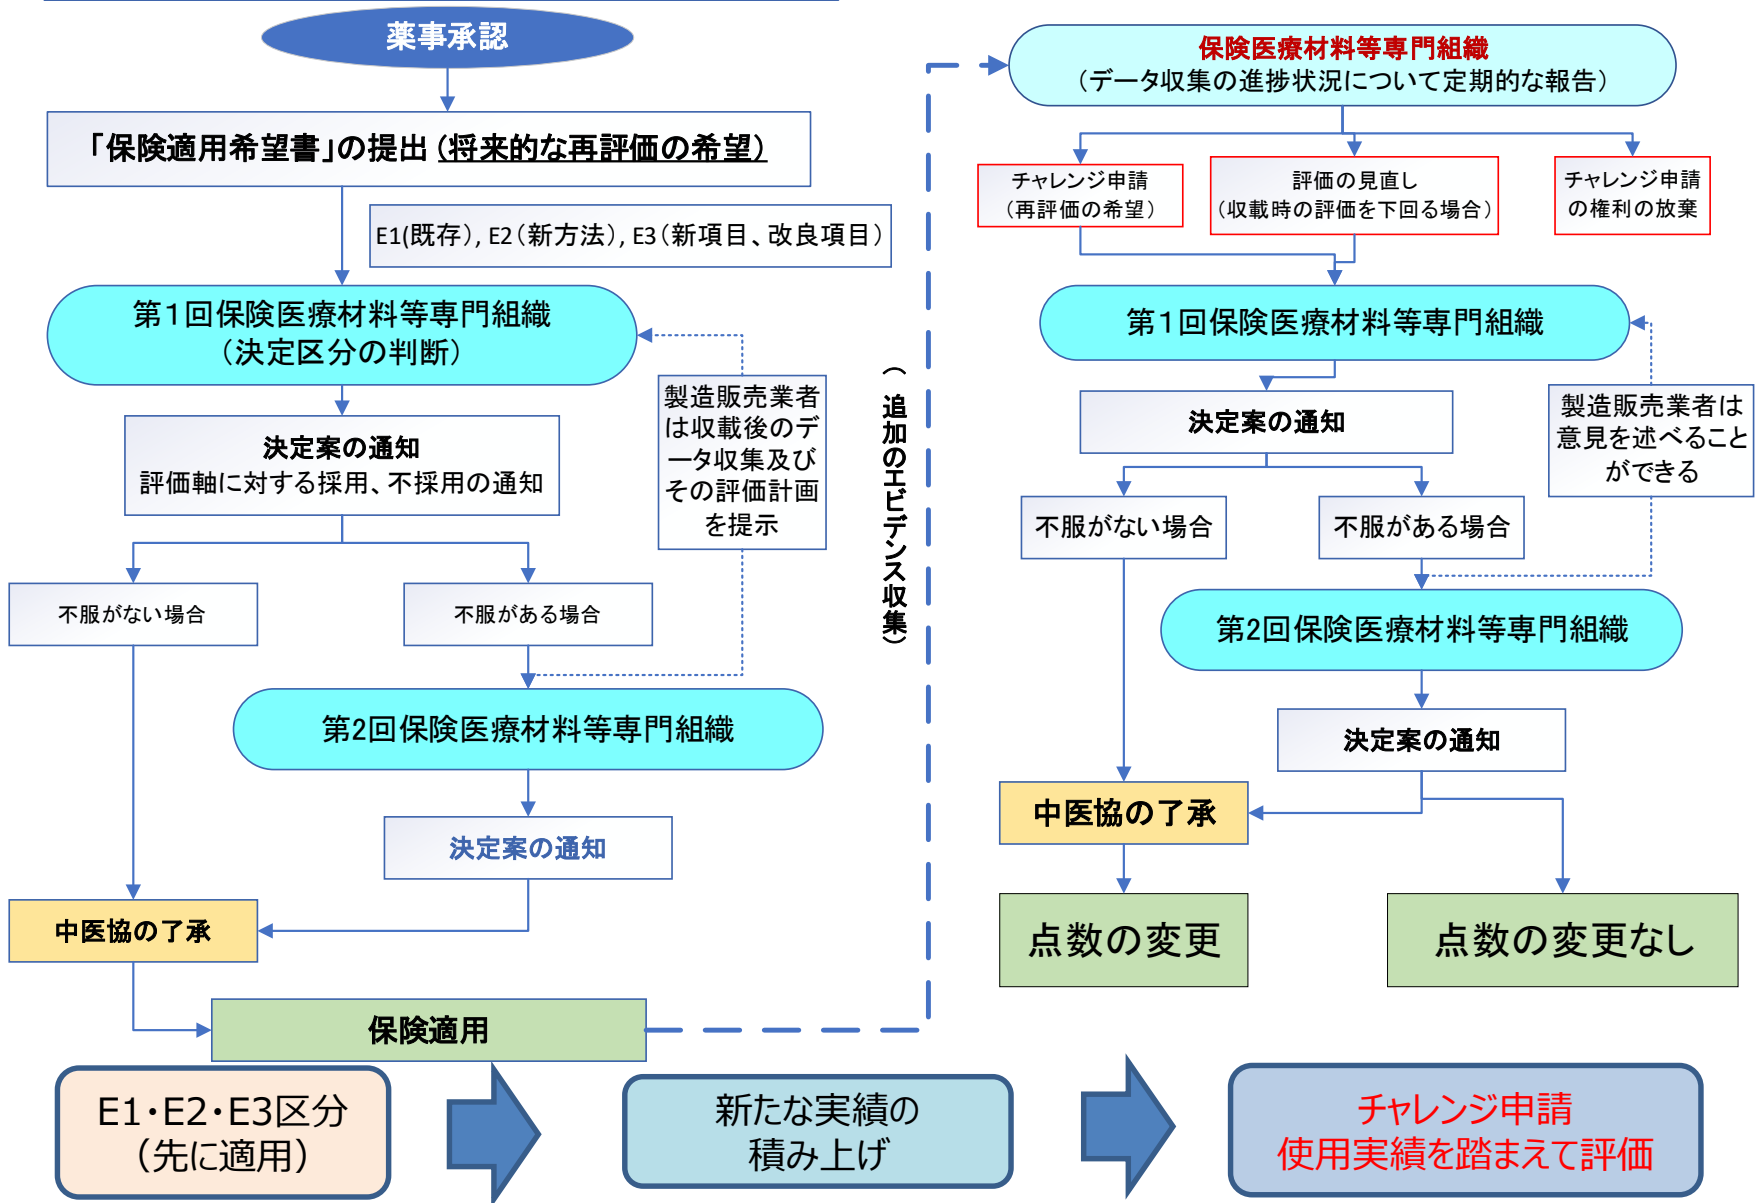 薬事承認
「保険適用希望書」の提出（将来的な再評価の希望）
E1(既存), E2（新方法）, E3（新項目、改良項目）
第１回保険医療材料等専門組織
（決定区分の判断）
決定案の通知
評価軸に対する採用、不採用の通知
製造販売業者
は収載後のデ
ータ収集及び
その評価計画
を提示
不服がない場合
不服がある場合
第2回保険医療材料等専門組織
決定案の通知
中医協の了承
保険適用
（追加のエビデンス収集）
保険医療材料等専門組織
（データ収集の進捗状況について定期的な報告）
チャレンジ申請
（再評価の希望）
評価の見直し
（収載時の評価を下回る場合）
チャレンジ申請
の権利の放棄
第１回保険医療材料等専門組織
決定案の通知
製造販売業者は
意見を述べること
ができる
不服がない場合
不服がある場合
第2回保険医療材料等専門組織
決定案の通知
中医協の了承
点数の変更
点数の変更なし
E1・E2・E3区分
（先に適用）
新たな実績の
積み上げ
チャレンジ申請
使用実績を踏まえて評価